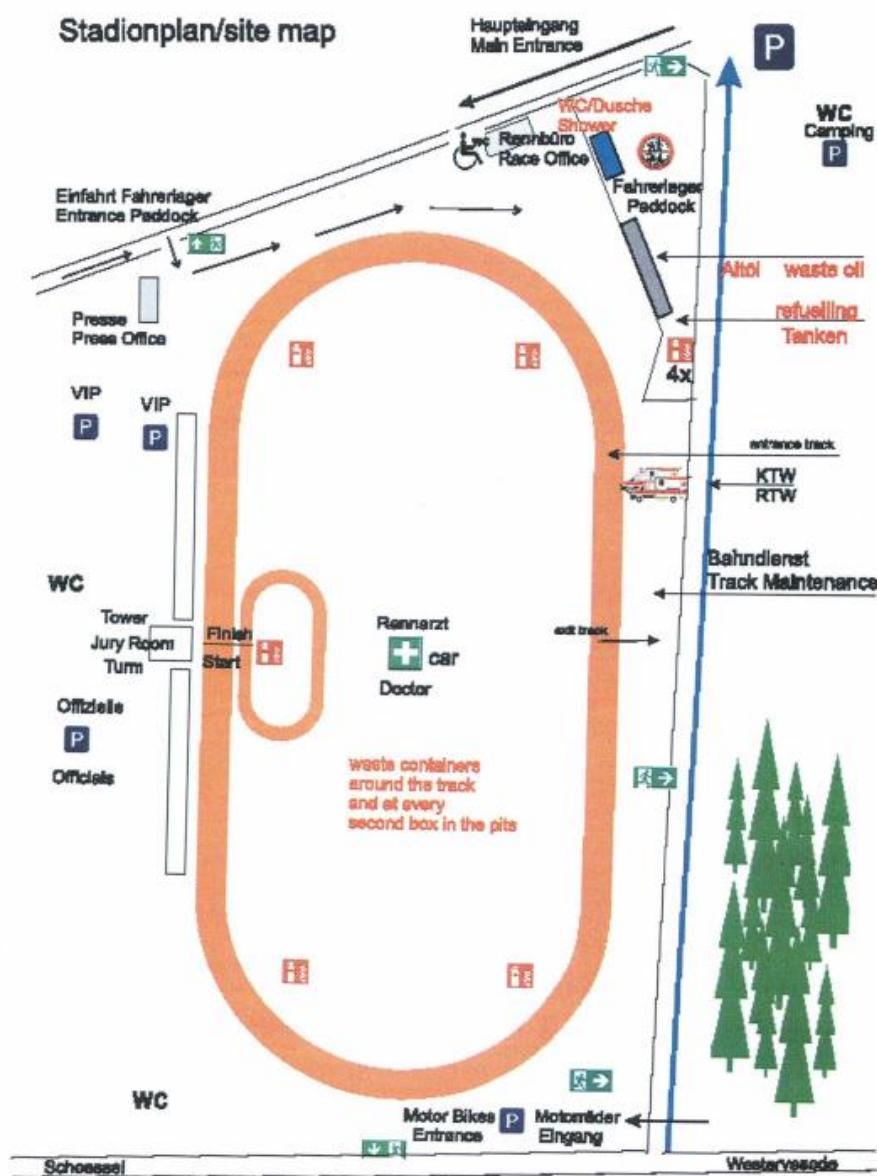 Stadionplan/site map
Haupteingang
Main Entrance
P
WC/Dusche
Shower
WC
Camping
P
WC
Rennbüro
Race Office
Fahrerlager
Paddock
Einfahrt Fahrerlager
Entrance Paddock
Altöl waste oil
Presse
Press Office
refuelling
Tanken
4x
VIP
P
VIP
P
entrance track
KTW
RTW
WC
Bahndienst
Track Maintenance
Tower
Jury Room
Turm
Finish
Start
Rennarzt
car
Doctor
exit track
Offizielle
P
Officials
waste containers
around the track
and at every
second box in the pits
WC
Motor Bikes
Entrance
P
Motorräder
Eingang
Scheessel
Westervesede